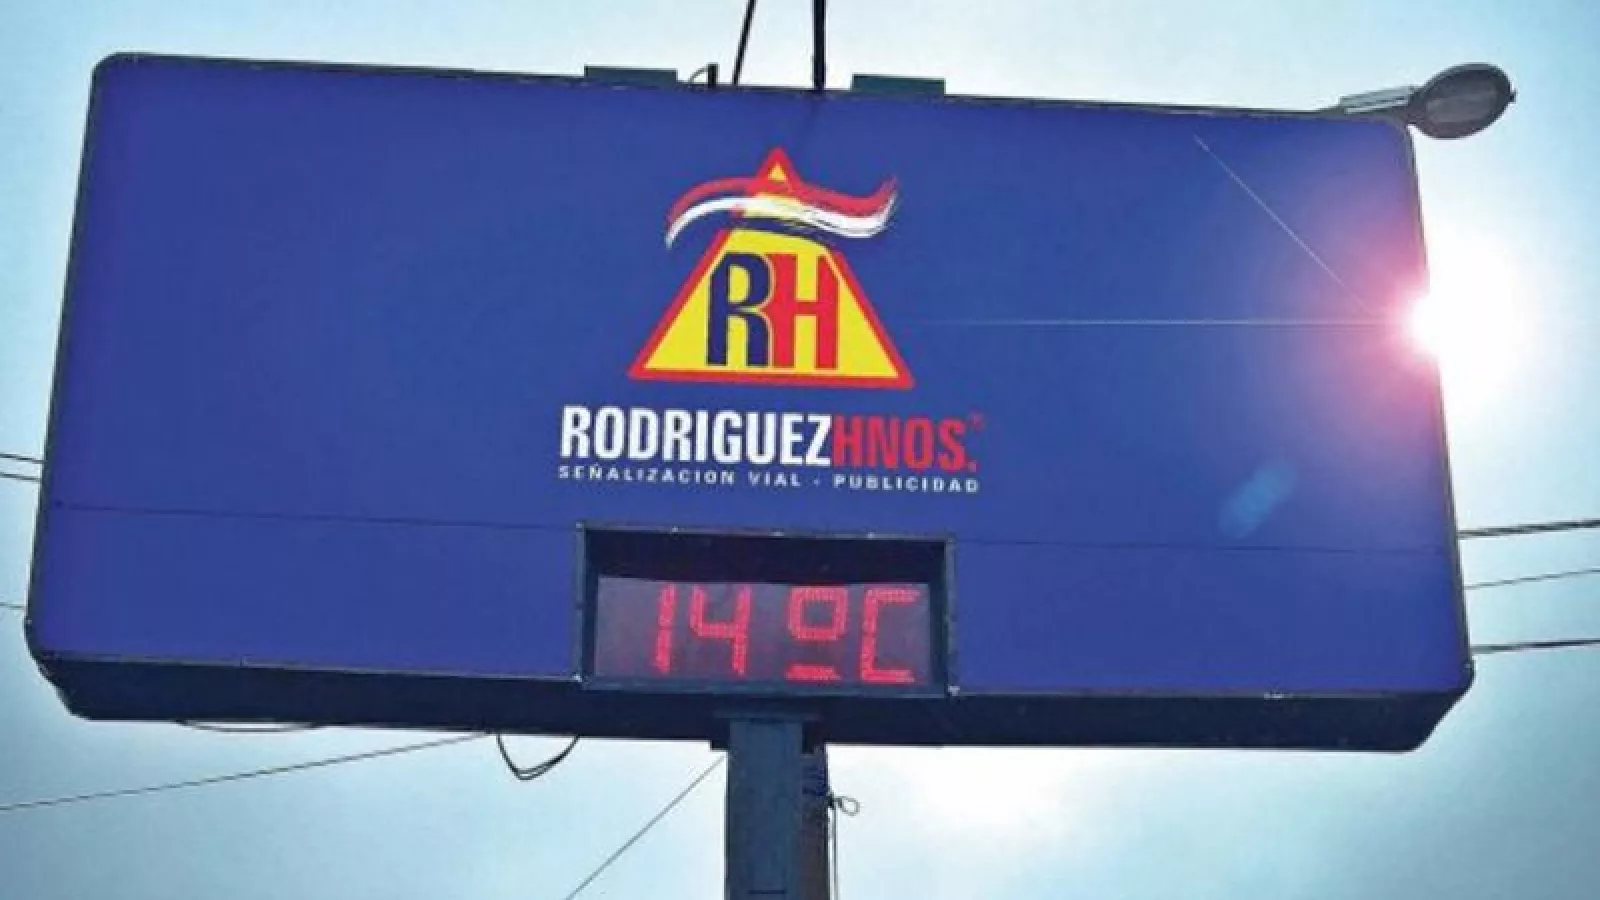 RH
RODRIGUEZHNOS.®
SEÑALIZACION VIAL - PUBLICIDAD
14ºC